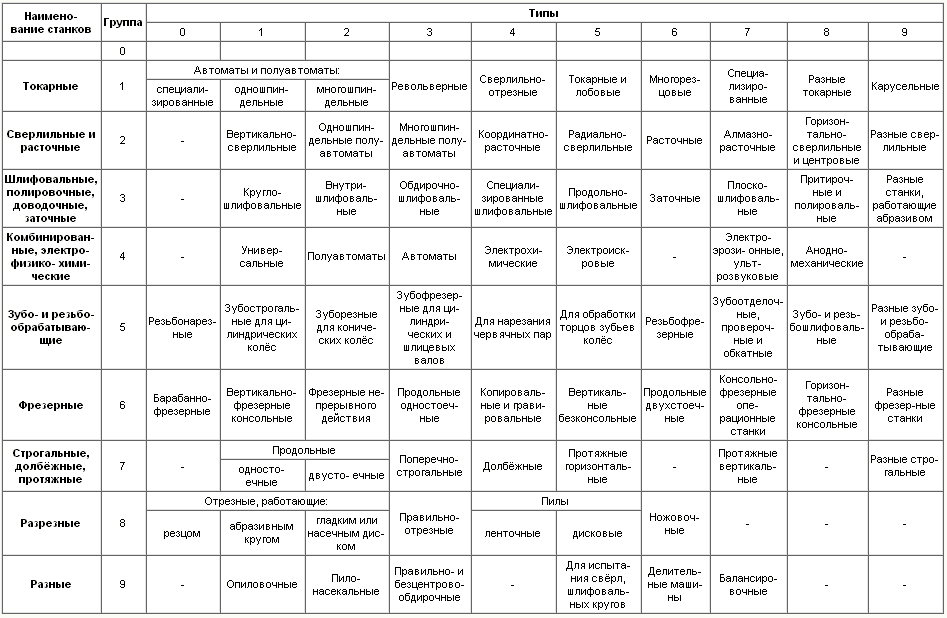 Наимено-
вание станков
Группа
Типы
0 1 2 3 4 5 6 7 8 9
0
Токарные
1
Автоматы и полуавтоматы:
специали-
зированные
одношпин-
дельные
многошпин-
дельные
Револьверные
Сверлильно-
отрезные
Токарные и
лобовые
Многорез-
цовые
Специа-
лизиро-
ванные
Разные
токарные
Карусельные
Сверлильные и
расточные
2
-
Вертикально-
сверлильные
Одношпин-
дельные полу-
автоматы
Многошпин-
дельные полу-
автоматы
Координатно-
расточные
Радиально-
сверлильные
Расточные
Алмазно-
расточные
Горизон-
тально-
сверлильные
и центровые
Разные свер-
лильные
Шлифовальные,
полировочные,
доводочные,
заточные
3
-
Кругло-
шлифовальные
Внутри-
шлифоваль-
ные
Обдирочно-
шлифовальные
Специали-
зированные
шлифовальные
Продольно-
шлифовальные
Заточные
Плоско-
шлифоваль-
ные
Притироч-
ные и
полироваль-
ные
Разные
станки,
работающие
абразивом
Комбинирован-
ные, электро-
физико- хими-
ческие
4
-
Универ-
сальные
Полуавтоматы
Автоматы
Электрохи-
мические
Электроиск-
ровые
-
Электро-
эрози- онные,
ульт-
розвуковые
Анодно-
механические
-
Зубо- и резьбо-
обрабатываю-
щие
5
Резьбонарез-
ные
Зубострогаль-
ные для ци-
линдрических
колёс
Зуборезные
для кониче-
ских колёс
Зубофрезер-
ные для ци-
линдри-
ческих и
шлицевых
валов
Для нарезания
червячных пар
Для обработки
торцов зубьев
колёс
Резьбофре-
зерные
Зубоотделоч-
ные,
провероч-
ные и
обкатные
Зубо- и резь-
бошлифоваль-
ные
Разные зубо-
и резьбо-
обраба-
тывающие
Фрезерные
6
Барабанно-
фрезерные
Вертикально-
фрезерные
консольные
Фрезерные не-
прерывного
действия
Продольные
одностоеч-
ные
Копироваль-
ные и грави-
ровальные
Вертикаль-
ные
безконсольные
Продольные
двухстоеч-
ные
Консольно-
фрезерные
опе-
рационные
станки
Горизон-
тально-
фрезерные
консольные
Разные
фрезер-ные
станки
Строгальные,
долбёжные,
протяжные
7
-
Продольные
односто-
ечные
двусто- ечные
Поперечно-
строгальные
Долбёжные
Протяжные
горизонталь-
ные
-
Протяжные
вертикаль-
ные
-
Разные стро-
гальные
Разрезные
8
Отрезные, работающие:
резцом
абразивным
кругом
гладким или
насечным дис-
ком
Правильно-
отрезные
Пилы
ленточные
дисковые
Ножовоч-
ные
-
-
-
Разные
9
-
Опиловочные
Пило-
насекальные
Правильно- и
безцентрово-
обдирочные
-
Для испыта-
ния свёрл,
шлифоваль-
ных кругов
Делитель-
ные маши-
ны
Балансиро-
вочные
-
-